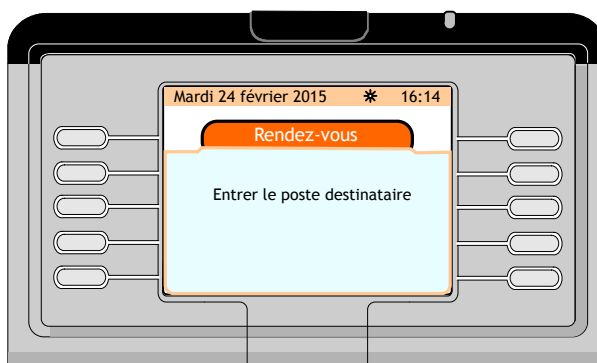 Mardi 24 février 2015 16:14
Rendez-vous
Entrer le poste destinataire